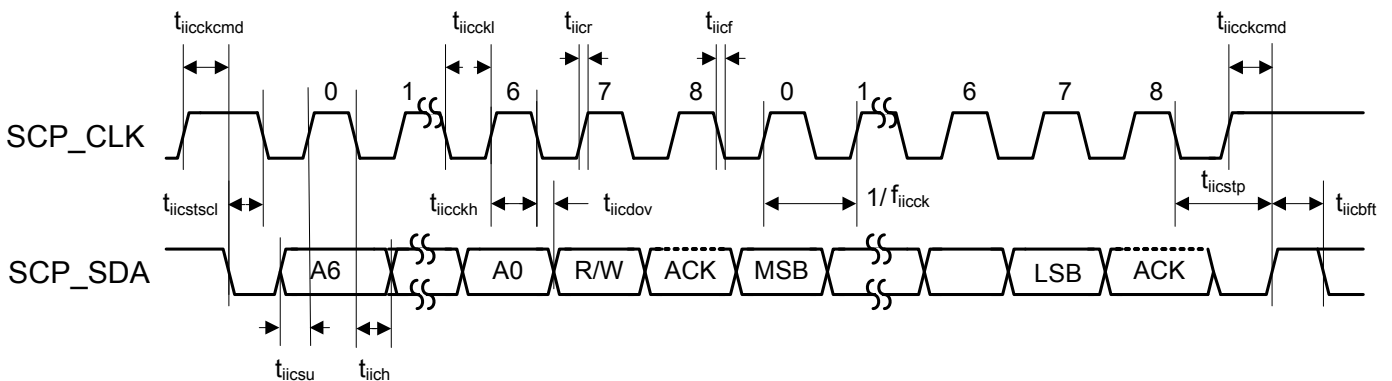 t_iicckcmd t_iicckl t_iicr t_iicf t_iicckcmd
0 1 6 7 8 0 1 6 7 8
SCP_CLK
t_iicstscl t_iicckh t_iicdov 1/ f_iicck t_iicstp t_iicbft
SCP_SDA A6 A0 R/W ACK MSB LSB ACK
t_iicsu t_iich